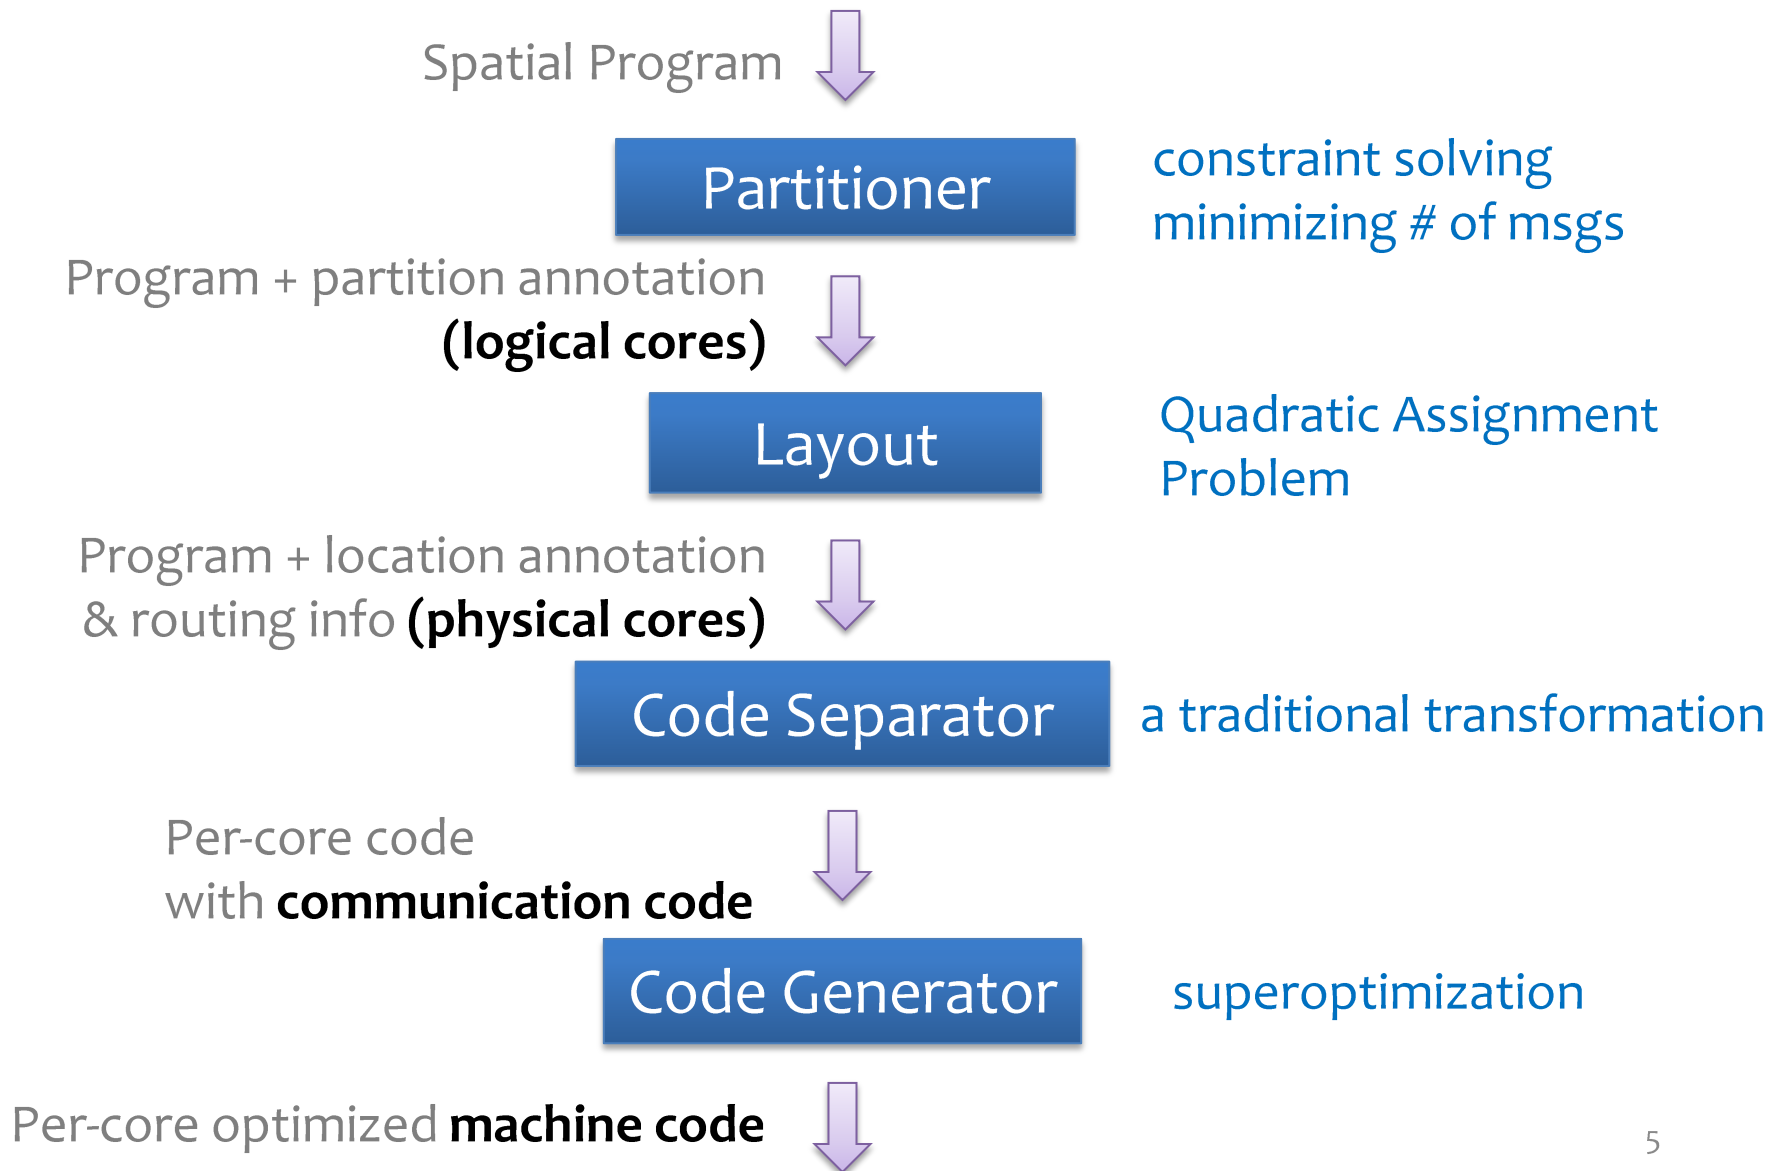 Spatial Program
Partitioner
constraint solving
minimizing # of msgs
Program + partition annotation
(logical cores)
Layout
Quadratic Assignment
Problem
Program + location annotation
& routing info (physical cores)
Code Separator
a traditional transformation
Per-core code
with communication code
Code Generator
superoptimization
Per-core optimized machine code
5